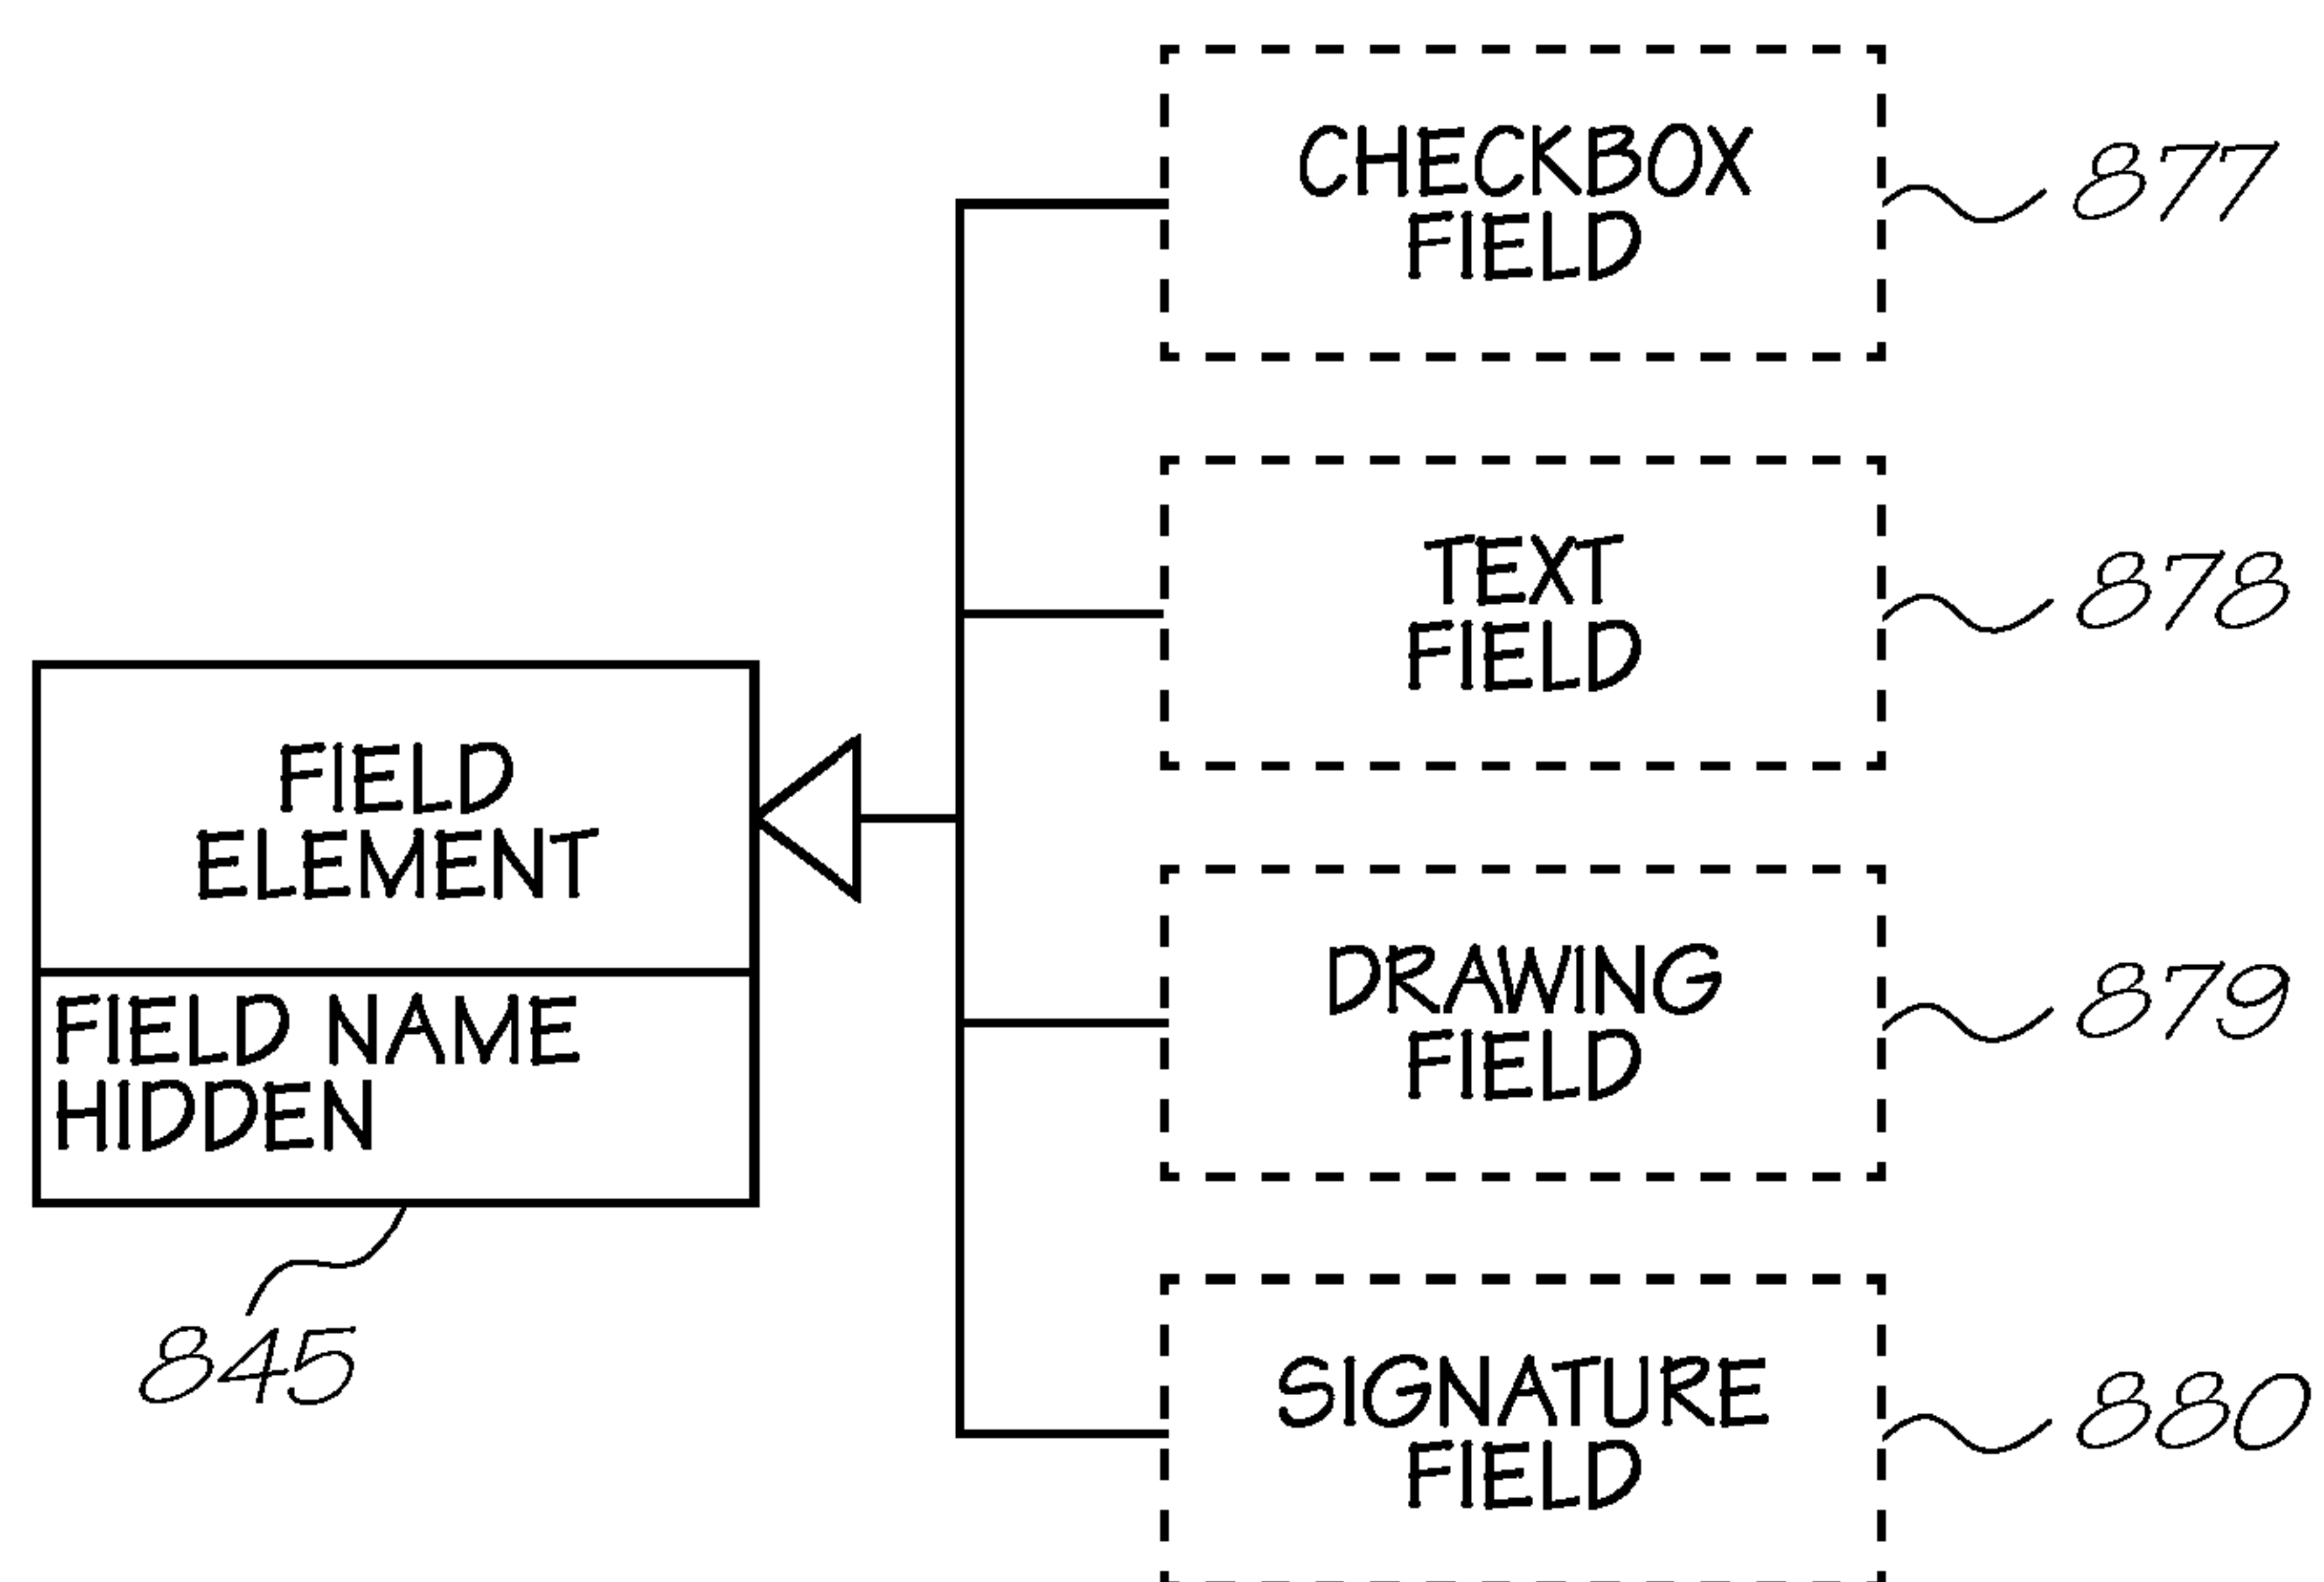 CHECKBOX
FIELD
877
TEXT
FIELD
878
FIELD
ELEMENT
FIELD NAME
HIDDEN
845
DRAWING
FIELD
879
SIGNATURE
FIELD
880